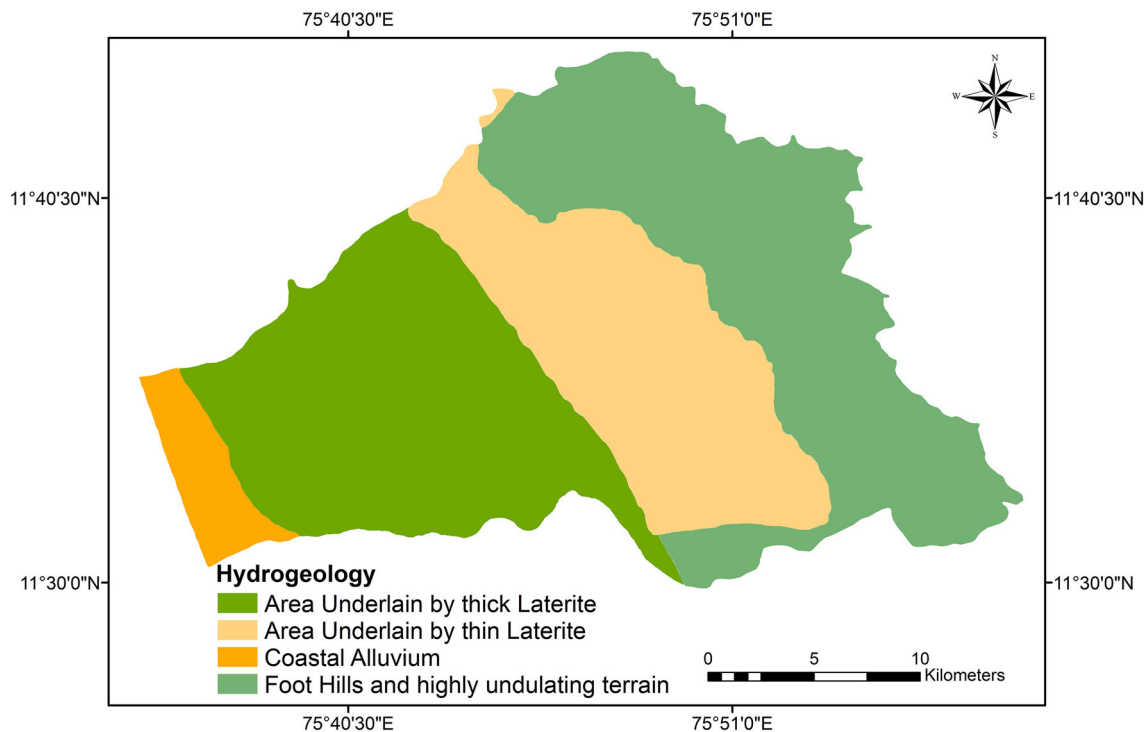 75°40'30"E 75°51'0"E
N
W E
S
11°40'30"N 11°40'30"N
11°30'0"N 11°30'0"N
Hydrogeology
Area Underlain by thick Laterite
Area Underlain by thin Laterite
Coastal Alluvium
Foot Hills and highly undulating terrain
0 5 10
Kilometers
75°40'30"E 75°51'0"E